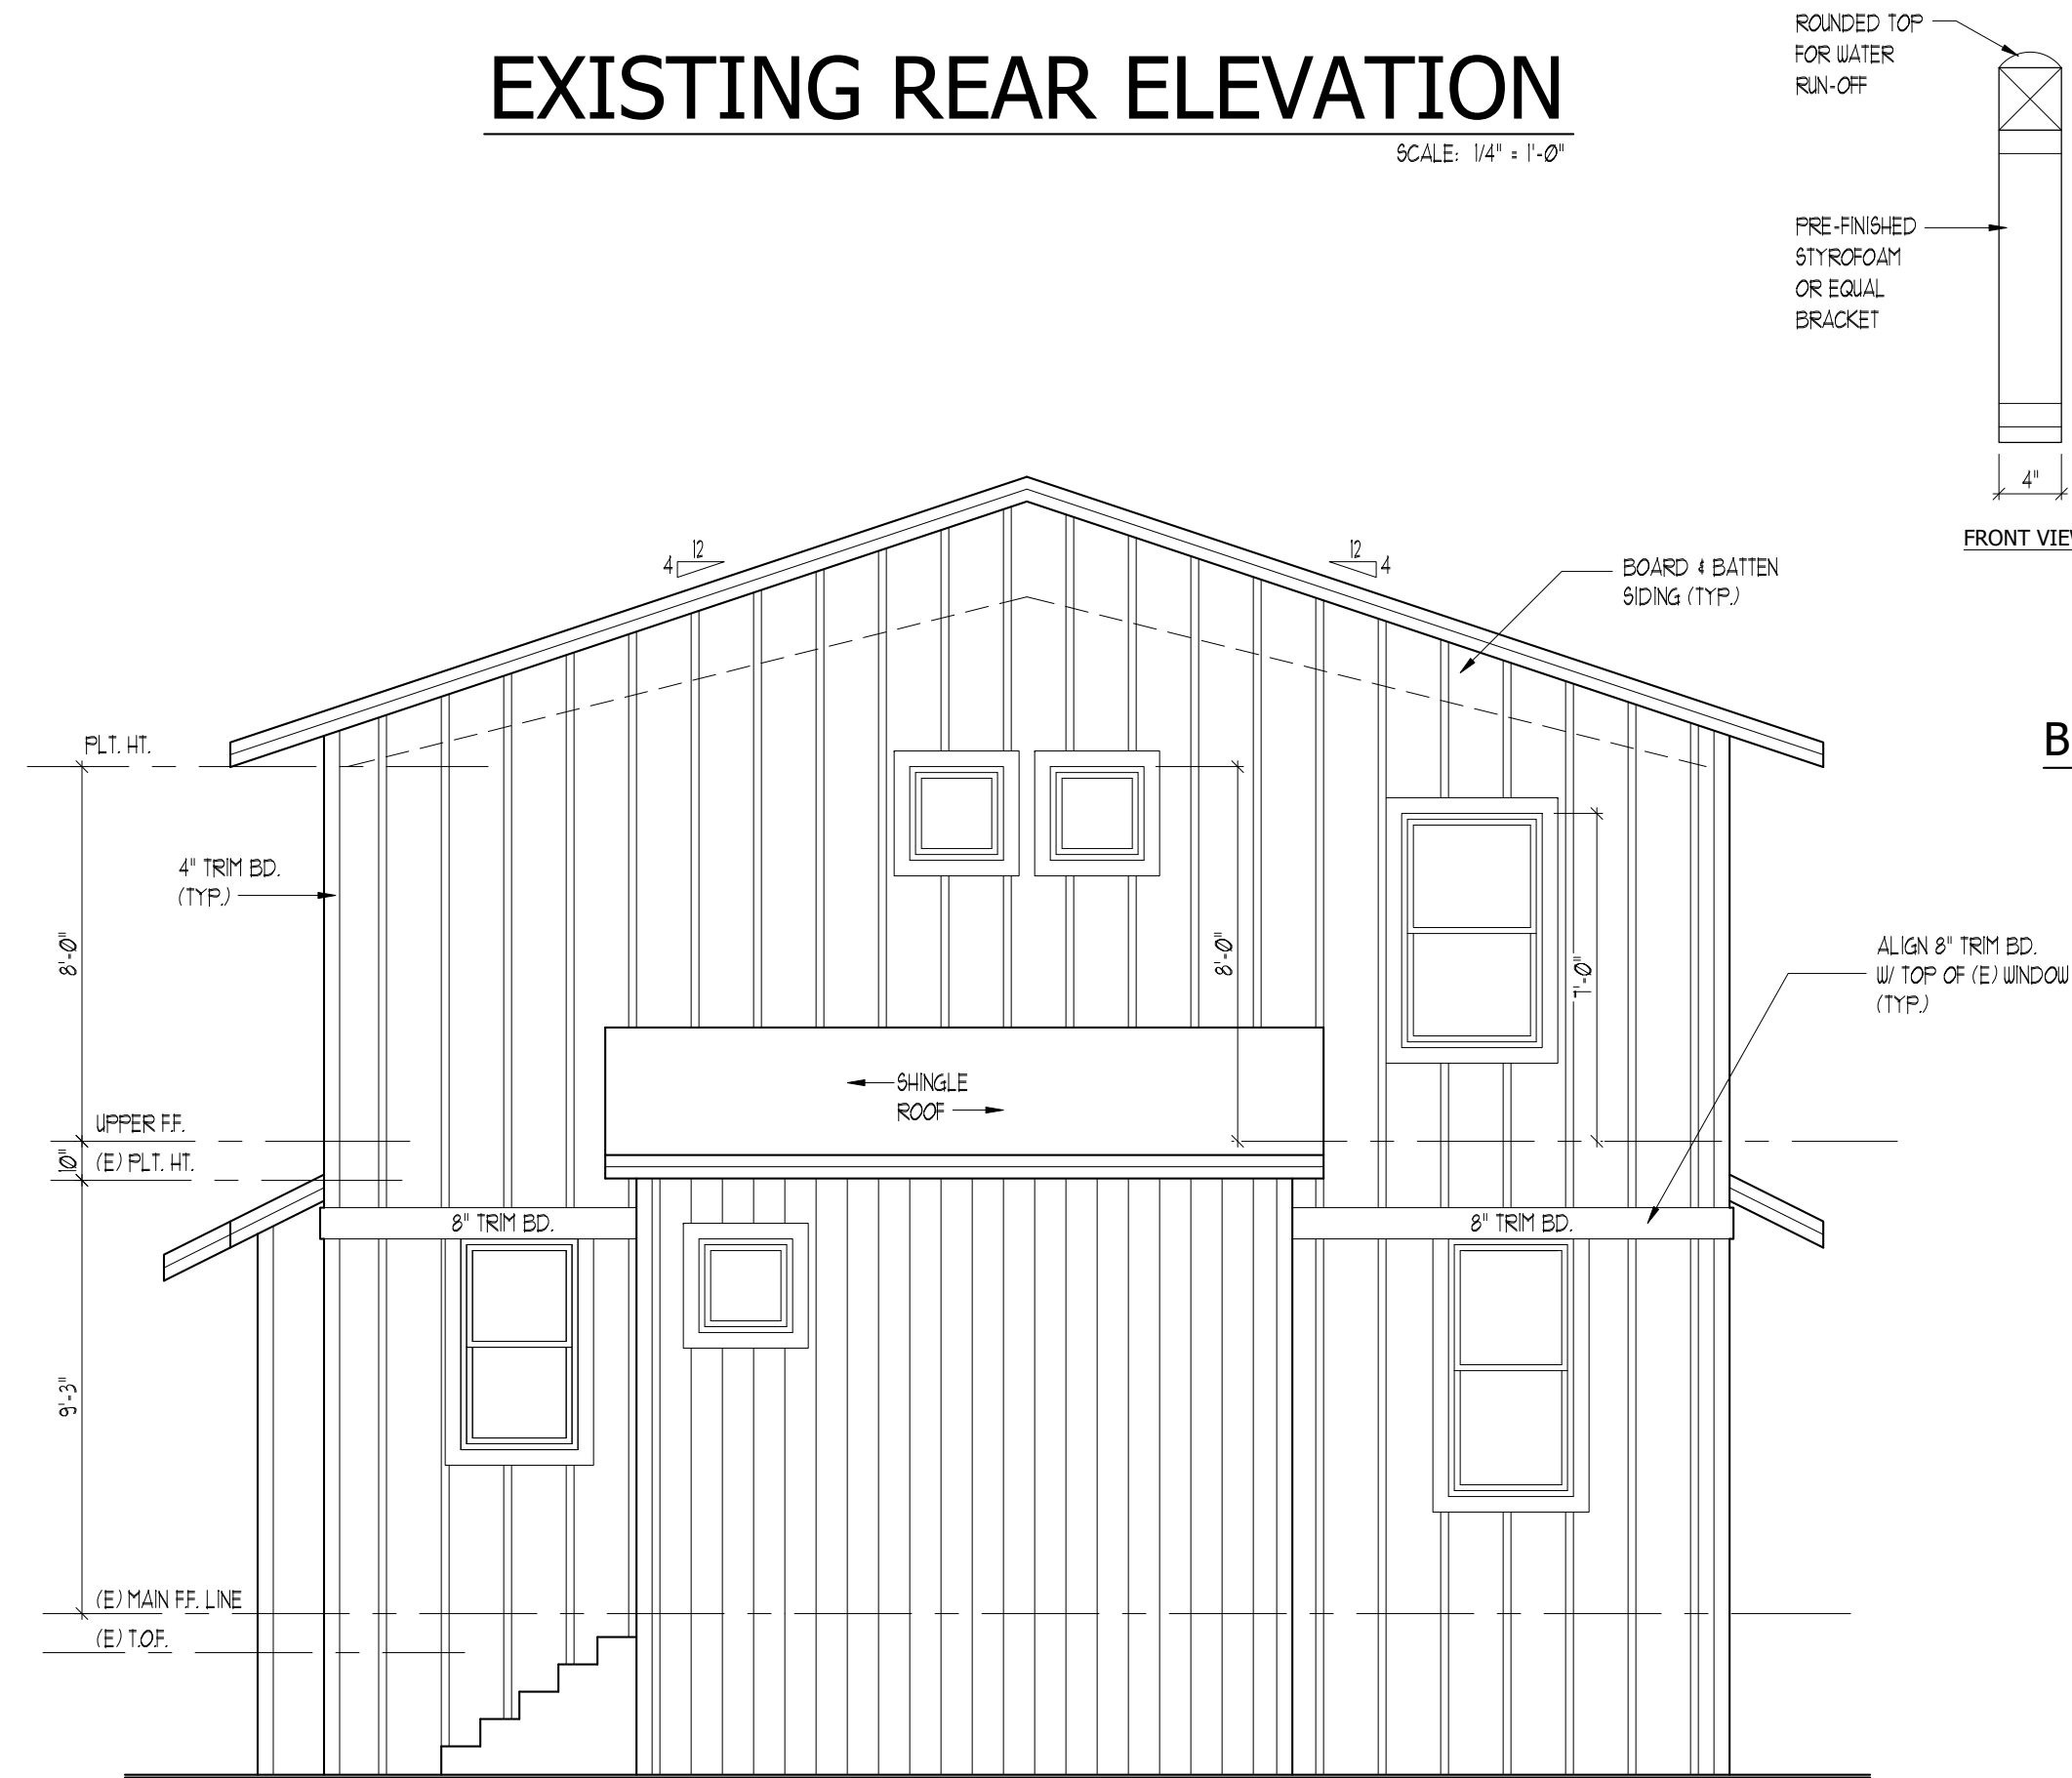 EXISTING REAR ELEVATION
SCALE: 1/4" = 1'-0"
ROUNDED TOP
FOR WATER
RUN-OFF
PRE-FINISHED
STYROFOAM
OR EQUAL
BRACKET
4"
FRONT VIEW
12
4
12
4
BOARD & BATTEN
SIDING (TYP.)
B
PLT. HT.
4" TRIM BD.
(TYP.)
8'-0"
8'-0"
7'-0"
ALIGN 8" TRIM BD.
W/ TOP OF (E) WINDOW
(TYP.)
SHINGLE
ROOF
UPPER F.F.
10"
(E) PLT. HT.
8" TRIM BD.
8" TRIM BD.
9'-3"
(E) MAIN F.F. LINE
(E) T.O.F.